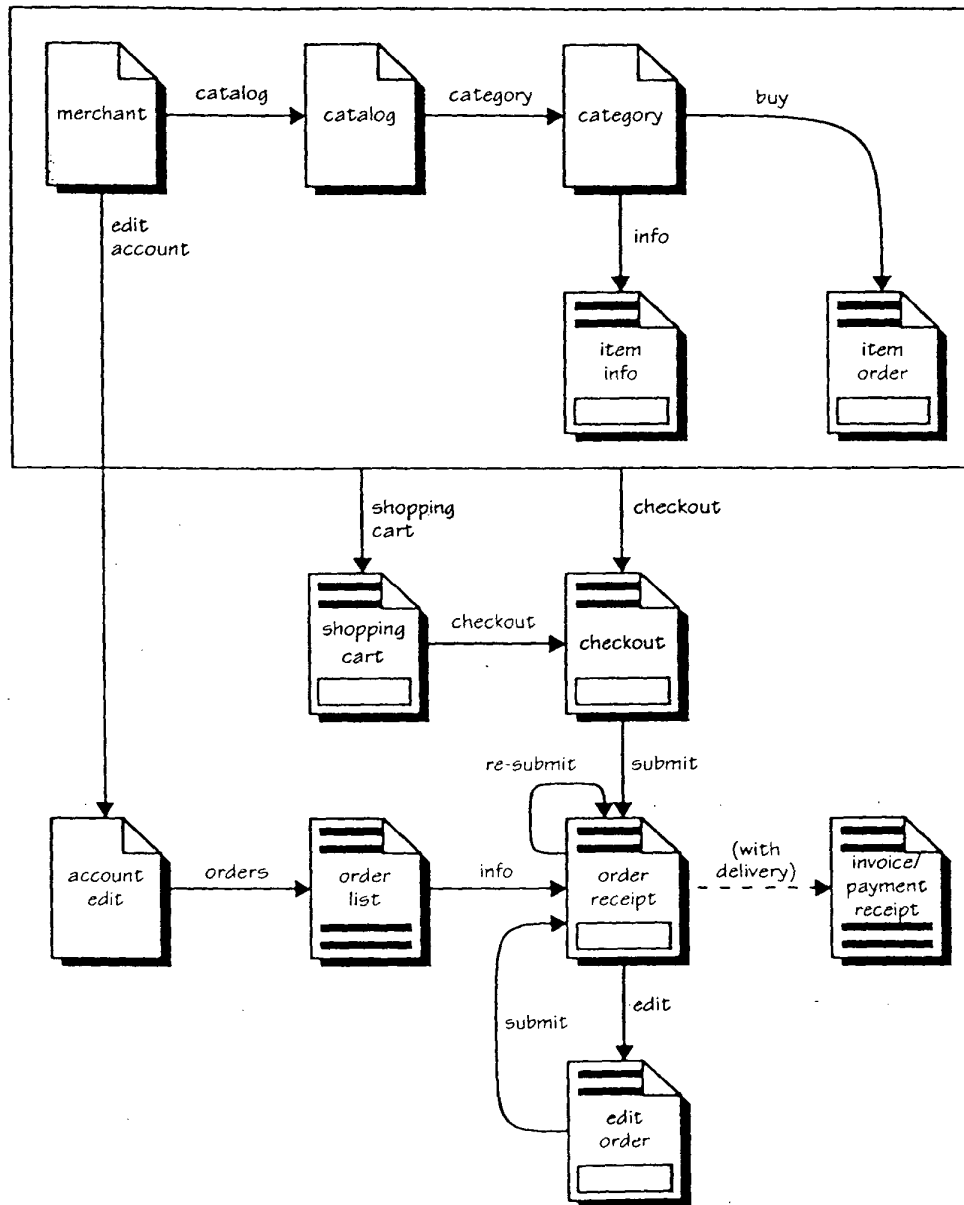 merchant
catalog
catalog
category
category
buy
edit
account
info
item
info
item
order
shopping
cart
checkout
shopping
cart
checkout
checkout
re-submit
submit
account
edit
orders
order
list
info
order
receipt
(with
delivery)
invoice/
payment
receipt
submit
edit
edit
order